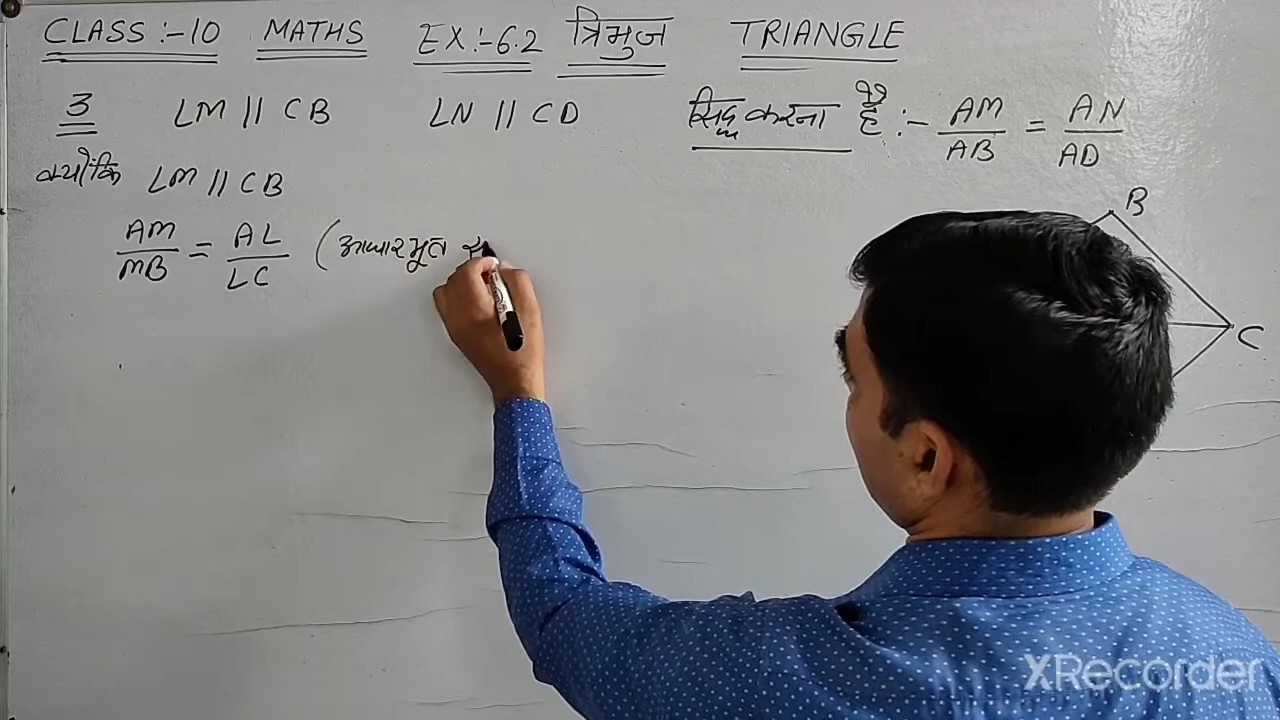 CLASS :- 10 MATHS EX :- 6.2 त्रिभुज TRIANGLE
3 LM || CB LN || CD सिद्ध करना है :- AM/AB = AN/AD
क्योंकि LM || CB
AM/MB = AL/LC (आधारभूत
B
C
XRecorder